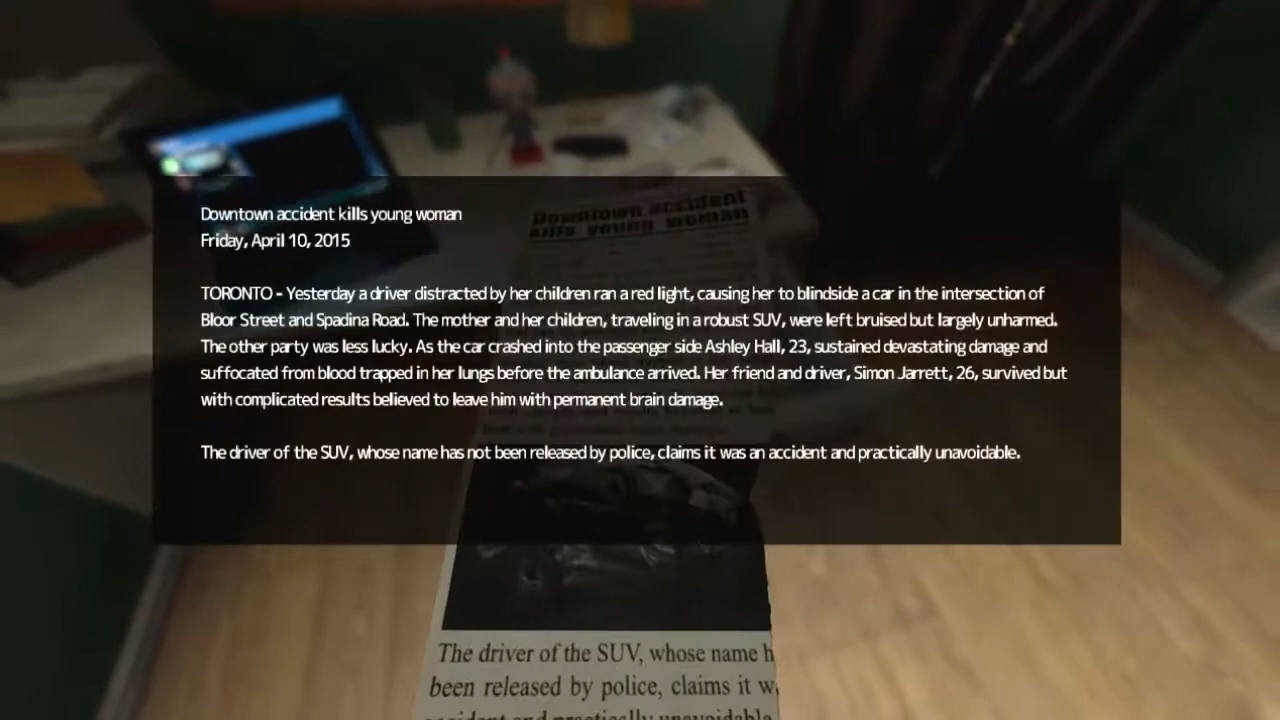 Downtown accident kills young woman
Friday, April 10, 2015
TORONTO - Yesterday a driver distracted by her children ran a red light, causing her to blindside a car in the intersection of
Bloor Street and Spadina Road. The mother and her children, traveling in a robust SUV, were left bruised but largely unharmed.
The other party was less lucky. As the car crashed into the passenger side Ashley Hall, 23, sustained devastating damage and
suffocated from blood trapped in her lungs before the ambulance arrived. Her friend and driver, Simon Jarrett, 26, survived but
with complicated results believed to leave him with permanent brain damage.
The driver of the SUV, whose name has not been released by police, claims it was an accident and practically unavoidable.
Downtown accident
kills young woman
The driver of the SUV, whose name h
been released by police, claims it w
accident and practically unavoidable